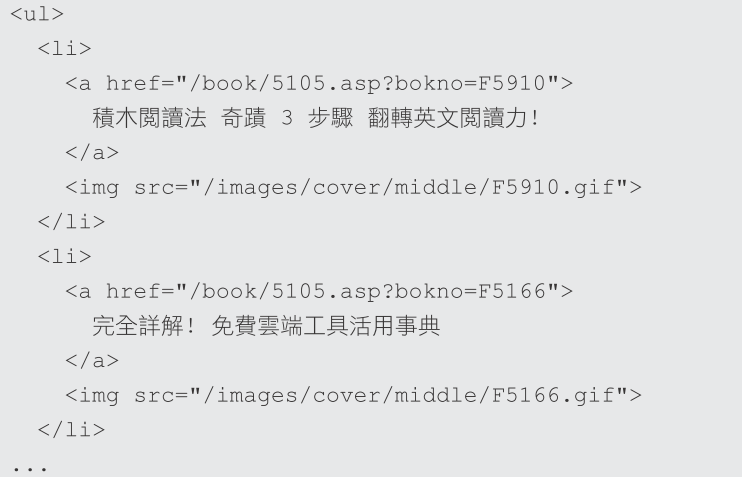 <ul>
<li>
<a href="/book/5105.asp?bokno=F5910">
積木閱讀法 奇蹟 3 步驟 翻轉英文閱讀力!
</a>
<img src="/images/cover/middle/F5910.gif">
</li>
<li>
<a href="/book/5105.asp?bokno=F5166">
完全詳解! 免費雲端工具活用事典
</a>
<img src="/images/cover/middle/F5166.gif">
</li>
...